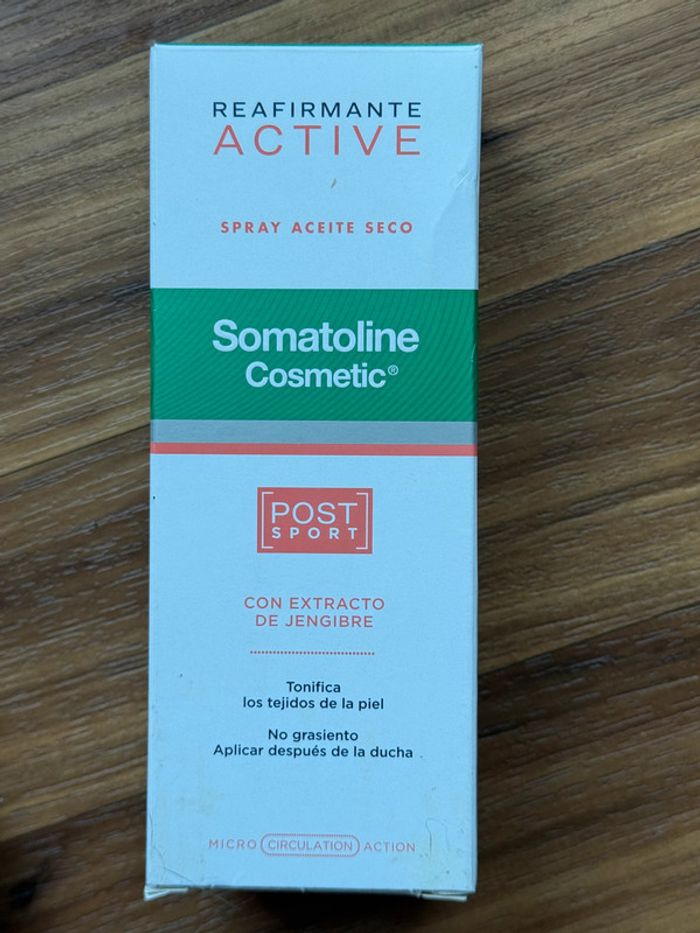 REAFIRMANTE
ACTIVE
SPRAY ACEITE SECO
Somatoline
Cosmetic®
POST
SPORT
CON EXTRACTO
DE JENGIBRE
Tonifica
los tejidos de la piel
No grasiento
Aplicar después de la ducha
MICRO CIRCULATION ACTION